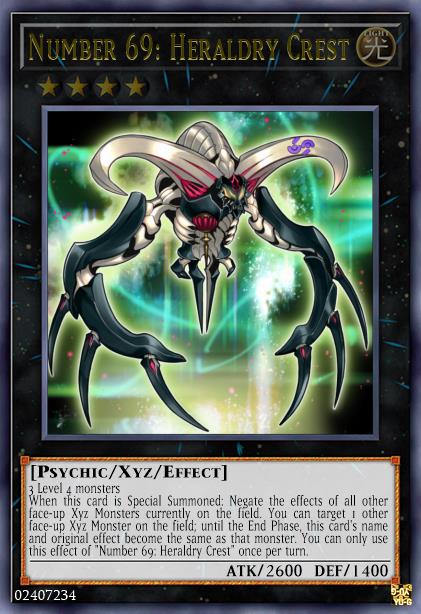 Number 69: Heraldry Crest
LIGHT
光
[Psychic/Xyz/Effect]
3 Level 4 monsters
When this card is Special Summoned: Negate the effects of all other
face-up Xyz Monsters currently on the field. You can target 1 other
face-up Xyz Monster on the field; until the End Phase, this card's name
and original effect become the same as that monster. You can only use
this effect of "Number 69: Heraldry Crest" once per turn.
ATK/2600 DEF/1400
02407234